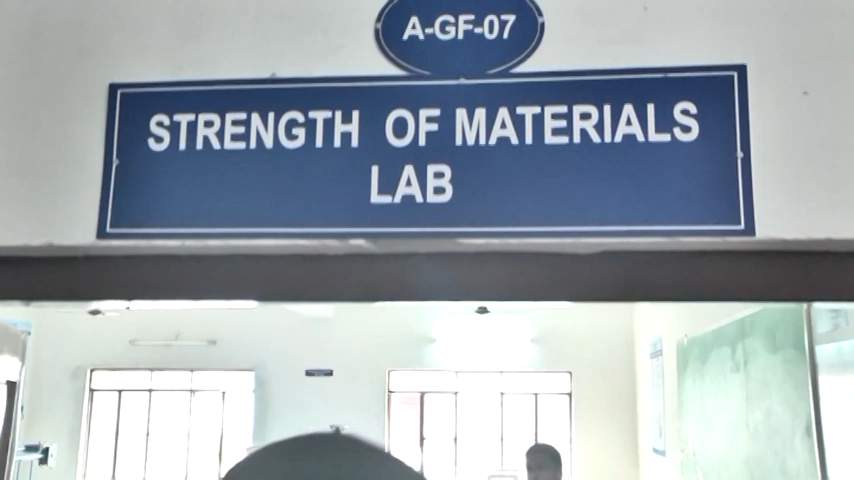 A-GF-07
STRENGTH OF MATERIALS
LAB